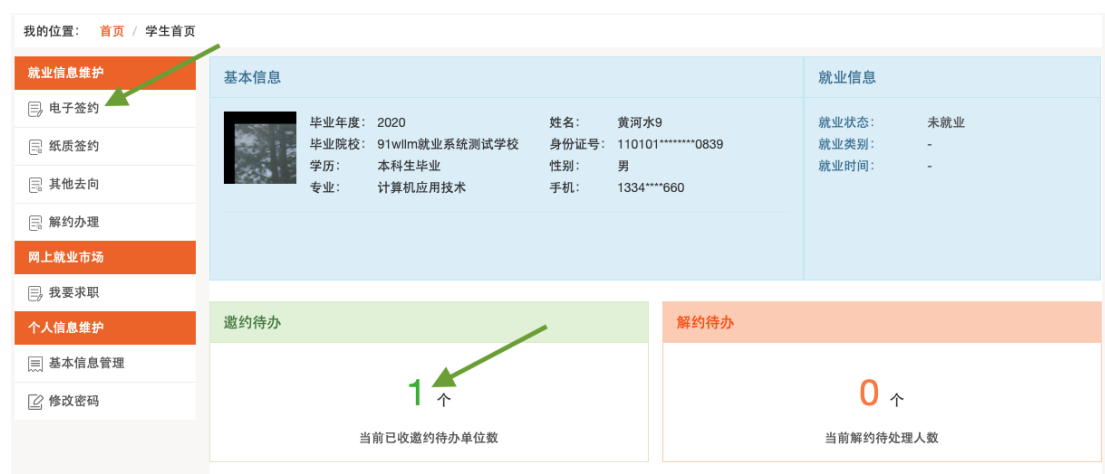 我的位置： 首页 / 学生首页
就业信息维护
电子签约
纸质签约
其他去向
解约办理
网上就业市场
我要求职
个人信息维护
基本信息管理
修改密码
基本信息
毕业年度： 2020 姓名： 黄河水9
毕业院校： 91wllm就业系统测试学校 身份证号： 110101********0839
学历： 本科生毕业 性别： 男
专业： 计算机应用技术 手机： 1334****660
就业信息
就业状态： 未就业
就业类别： -
就业时间： -
邀约待办
1 个
当前已收邀约待办单位数
解约待办
0 个
当前解约待处理人数